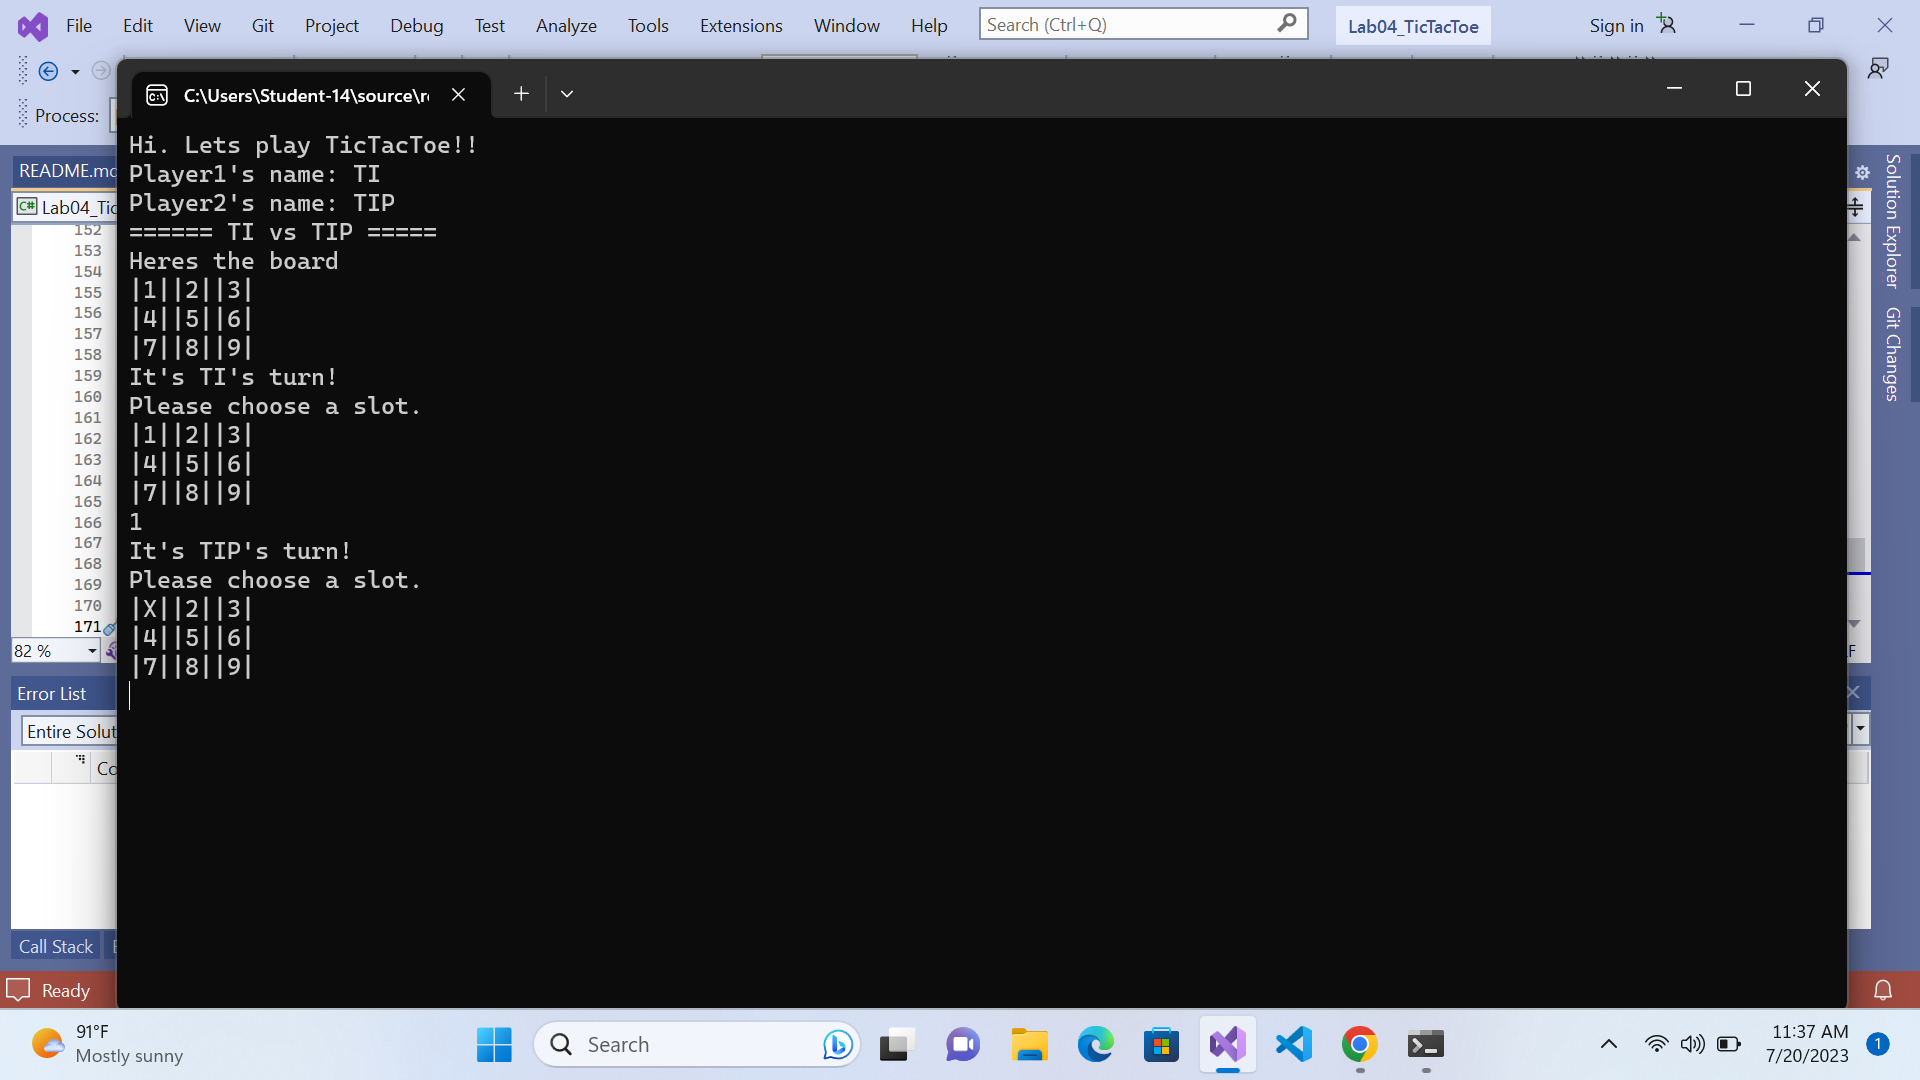 File Edit View Git Project Debug Test Analyze Tools Extensions Window Help Search (Ctrl+Q) Lab04_TicTacToe Sign in
Process:
C:\Users\Student-14\source\r
README.md
Lab04_Tic
152
153
154
155
156
157
158
159
160
161
162
163
164
165
166
167
168
169
170
171
82 %
Error List
Entire Solut
Co
Call Stack
Ready
Hi. Lets play TicTacToe!!
Player1's name: TI
Player2's name: TIP
====== TI vs TIP =====
Heres the board
|1||2||3|
|4||5||6|
|7||8||9|
It's TI's turn!
Please choose a slot.
|1||2||3|
|4||5||6|
|7||8||9|
1
It's TIP's turn!
Please choose a slot.
|X||2||3|
|4||5||6|
|7||8||9|
Solution Explorer
Git Changes
91°F
Mostly sunny
Search
11:37 AM
7/20/2023
1